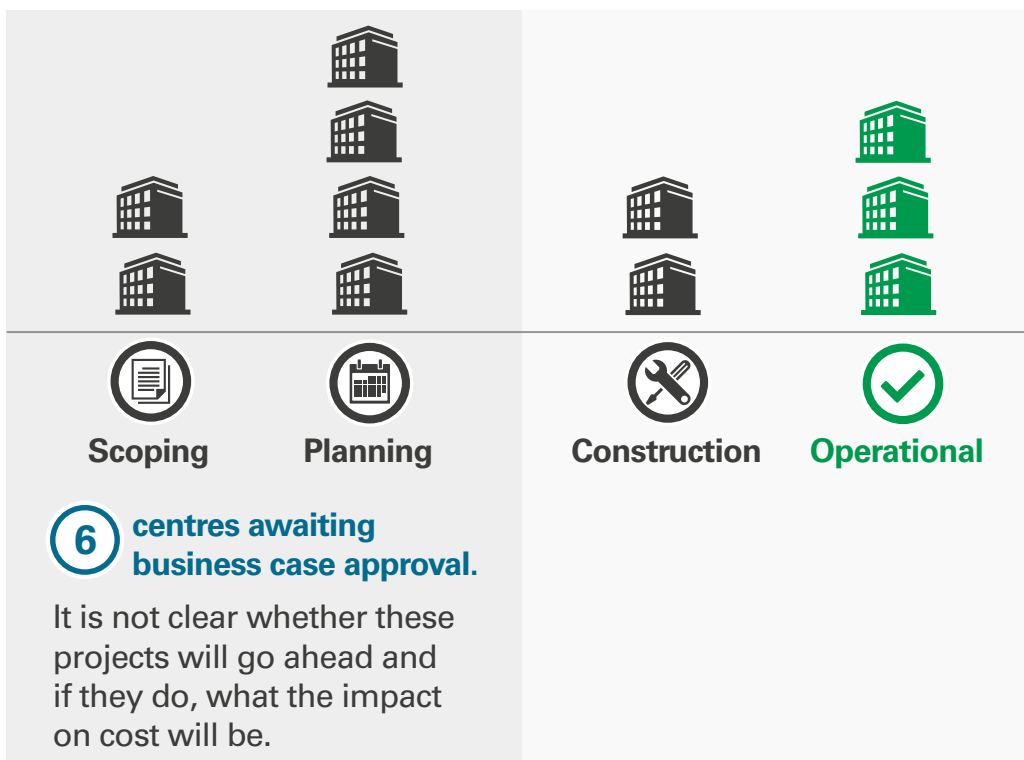 Scoping
Planning
Construction
Operational
6
centres awaiting
business case approval.
It is not clear whether these
projects will go ahead and
if they do, what the impact
on cost will be.